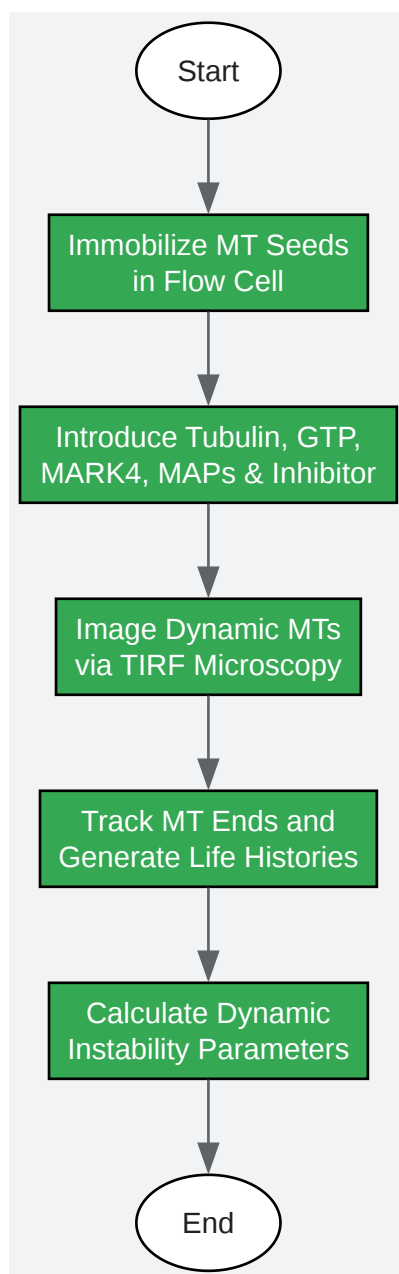 Start
Immobilize MT Seeds
in Flow Cell
Introduce Tubulin, GTP,
MARK4, MAPs & Inhibitor
Image Dynamic MTs
via TIRF Microscopy
Track MT Ends and
Generate Life Histories
Calculate Dynamic
Instability Parameters
End